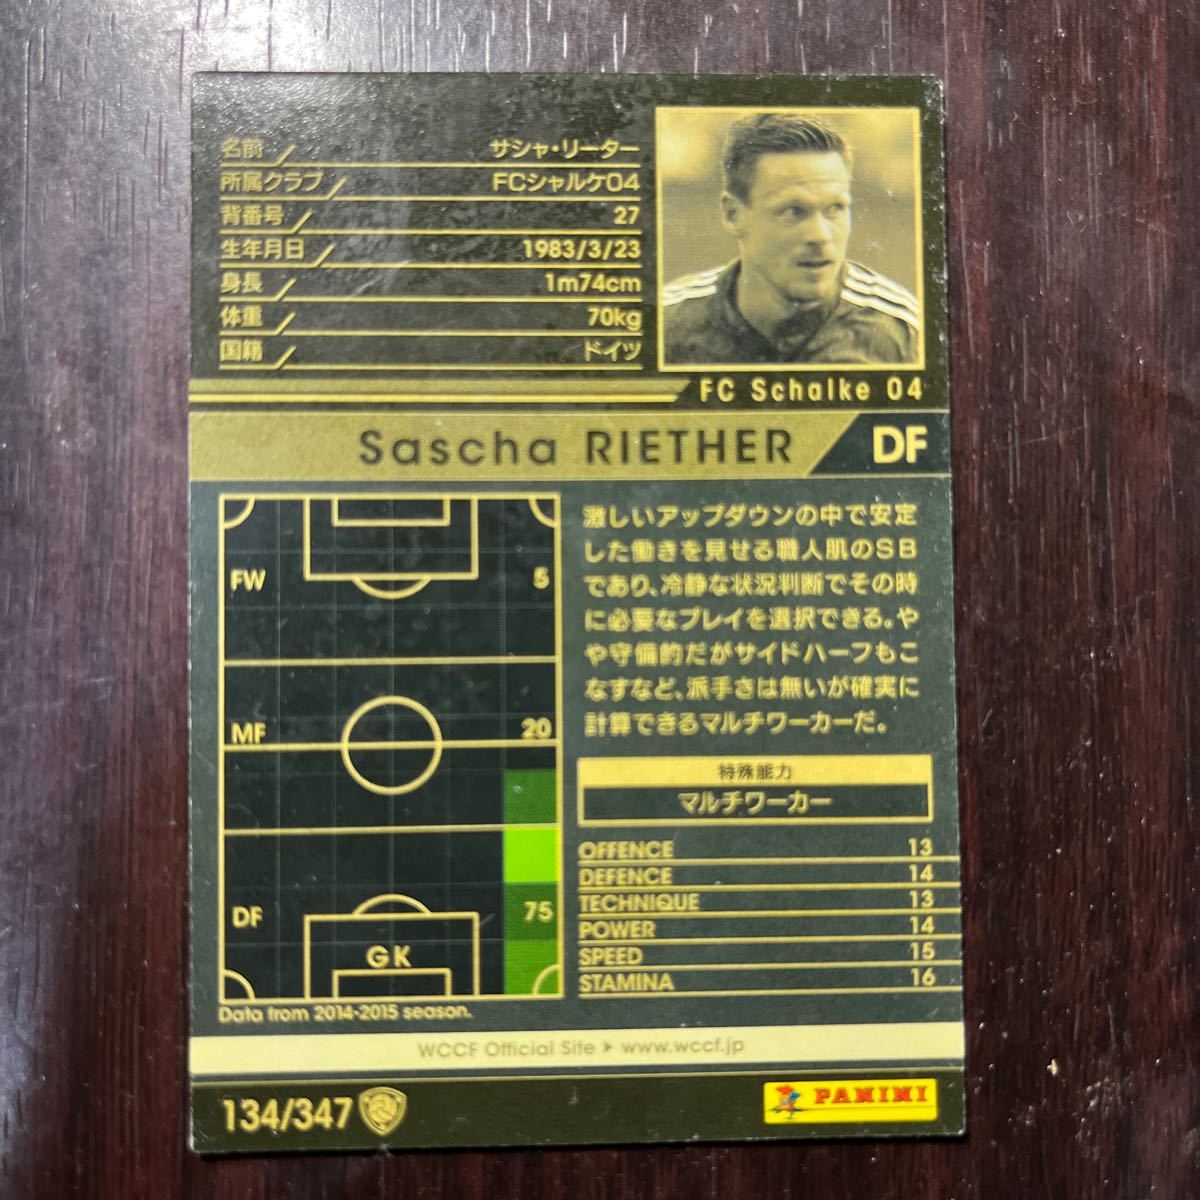 名前 サシャ・リーター
所属クラブ FCシャルケ04
背番号 27
生年月日 1983/3/23
身長 1m74cm
体重 70kg
国籍 ドイツ
FC Schalke 04
Sascha RIETHER DF
激しいアップダウンの中で安定
した働きを見せる職人肌のSB
であり、冷静な状況判断でその時
に必要なプレイを選択できる。や
や守備的だがサイドハーフもこ
なすなど、派手さは無いが確実に
計算できるマルチワーカーだ。
FW 5
MF 20
DF 75
GK
特殊能力
マルチワーカー
OFFENCE 13
DEFENCE 14
TECHNIQUE 13
POWER 14
SPEED 15
STAMINA 16
Data from 2014-2015 season.
WCCF Official Site ▶ www.wccf.jp
134/347
PANINI